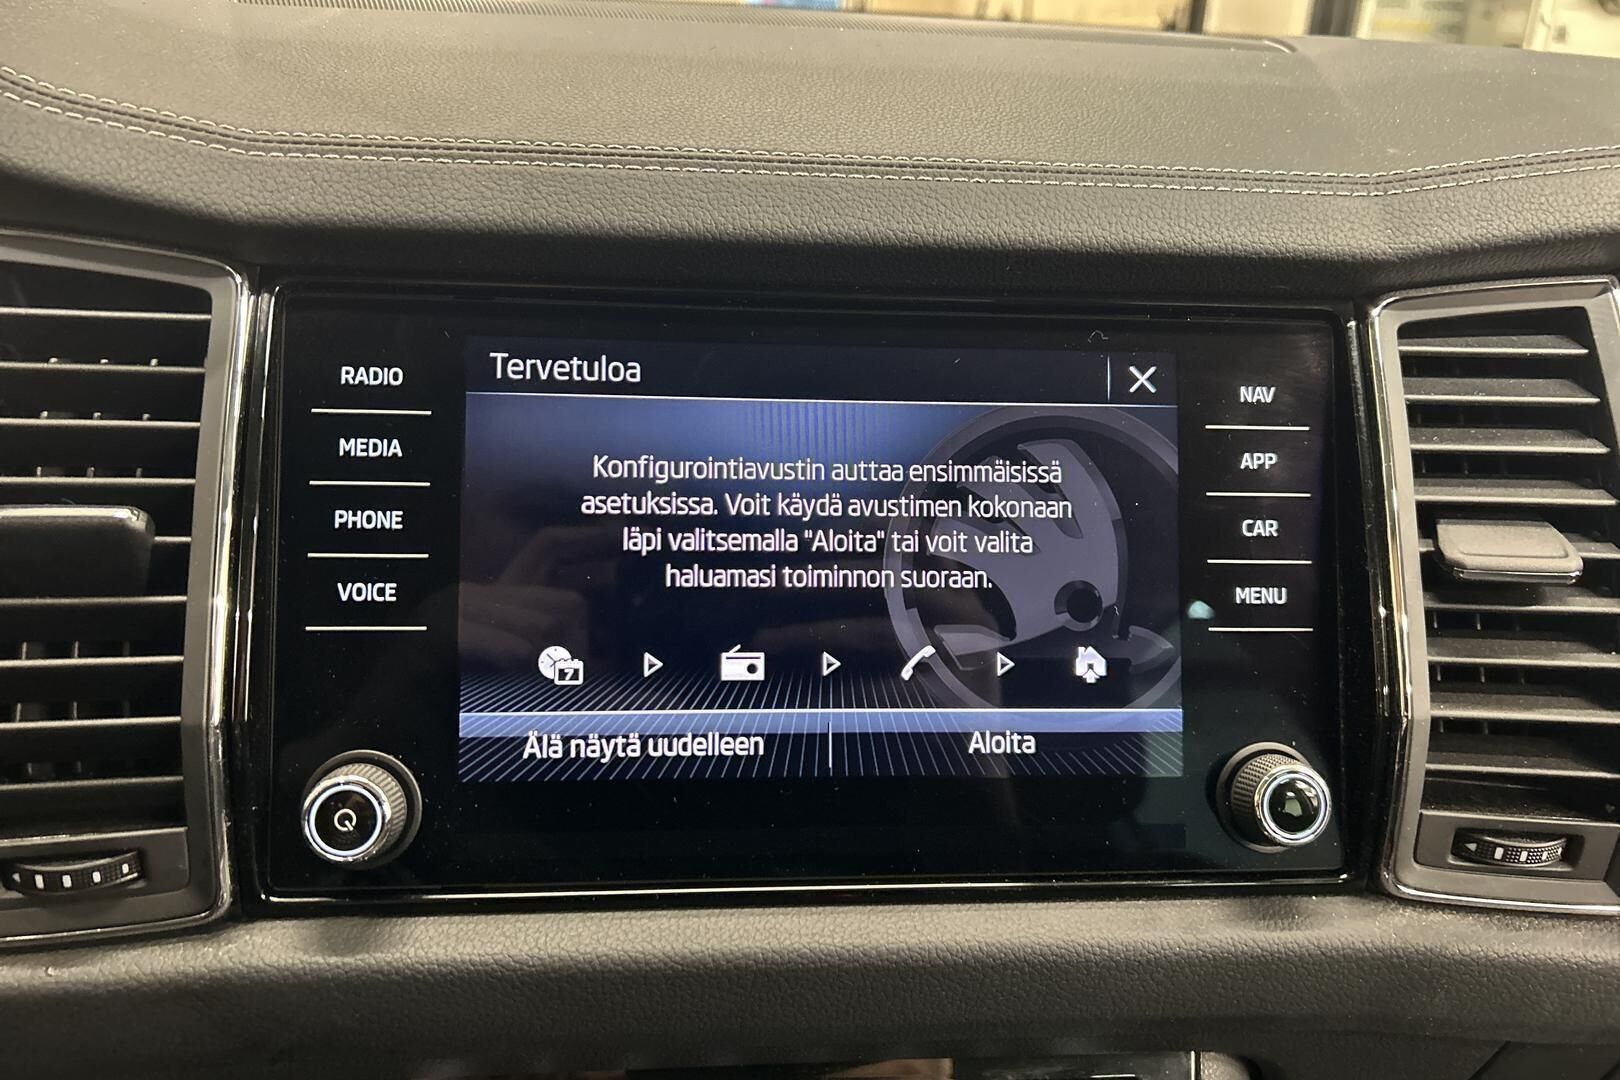 Tervetuloa
RADIO
MEDIA
PHONE
VOICE
Konfigurointiavustin auttaa ensimmäisissä
asetuksissa. Voit käydä avustimen kokonaan
läpi valitsemalla "Aloita" tai voit valita
haluamasi toiminnon suoraan.
7
Älä näytä uudelleen
Aloita
NAV
APP
CAR
MENU